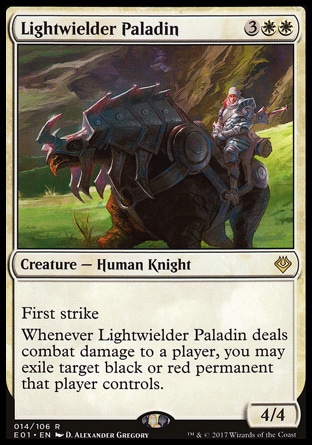 Lightwielder Paladin 3
Creature — Human Knight
First strike
Whenever Lightwielder Paladin deals
combat damage to a player, you may
exile target black or red permanent
that player controls.
4/4
014/106 R
E01 • EN D. Alexander Gregory
™ & © 2017 Wizards of the Coast